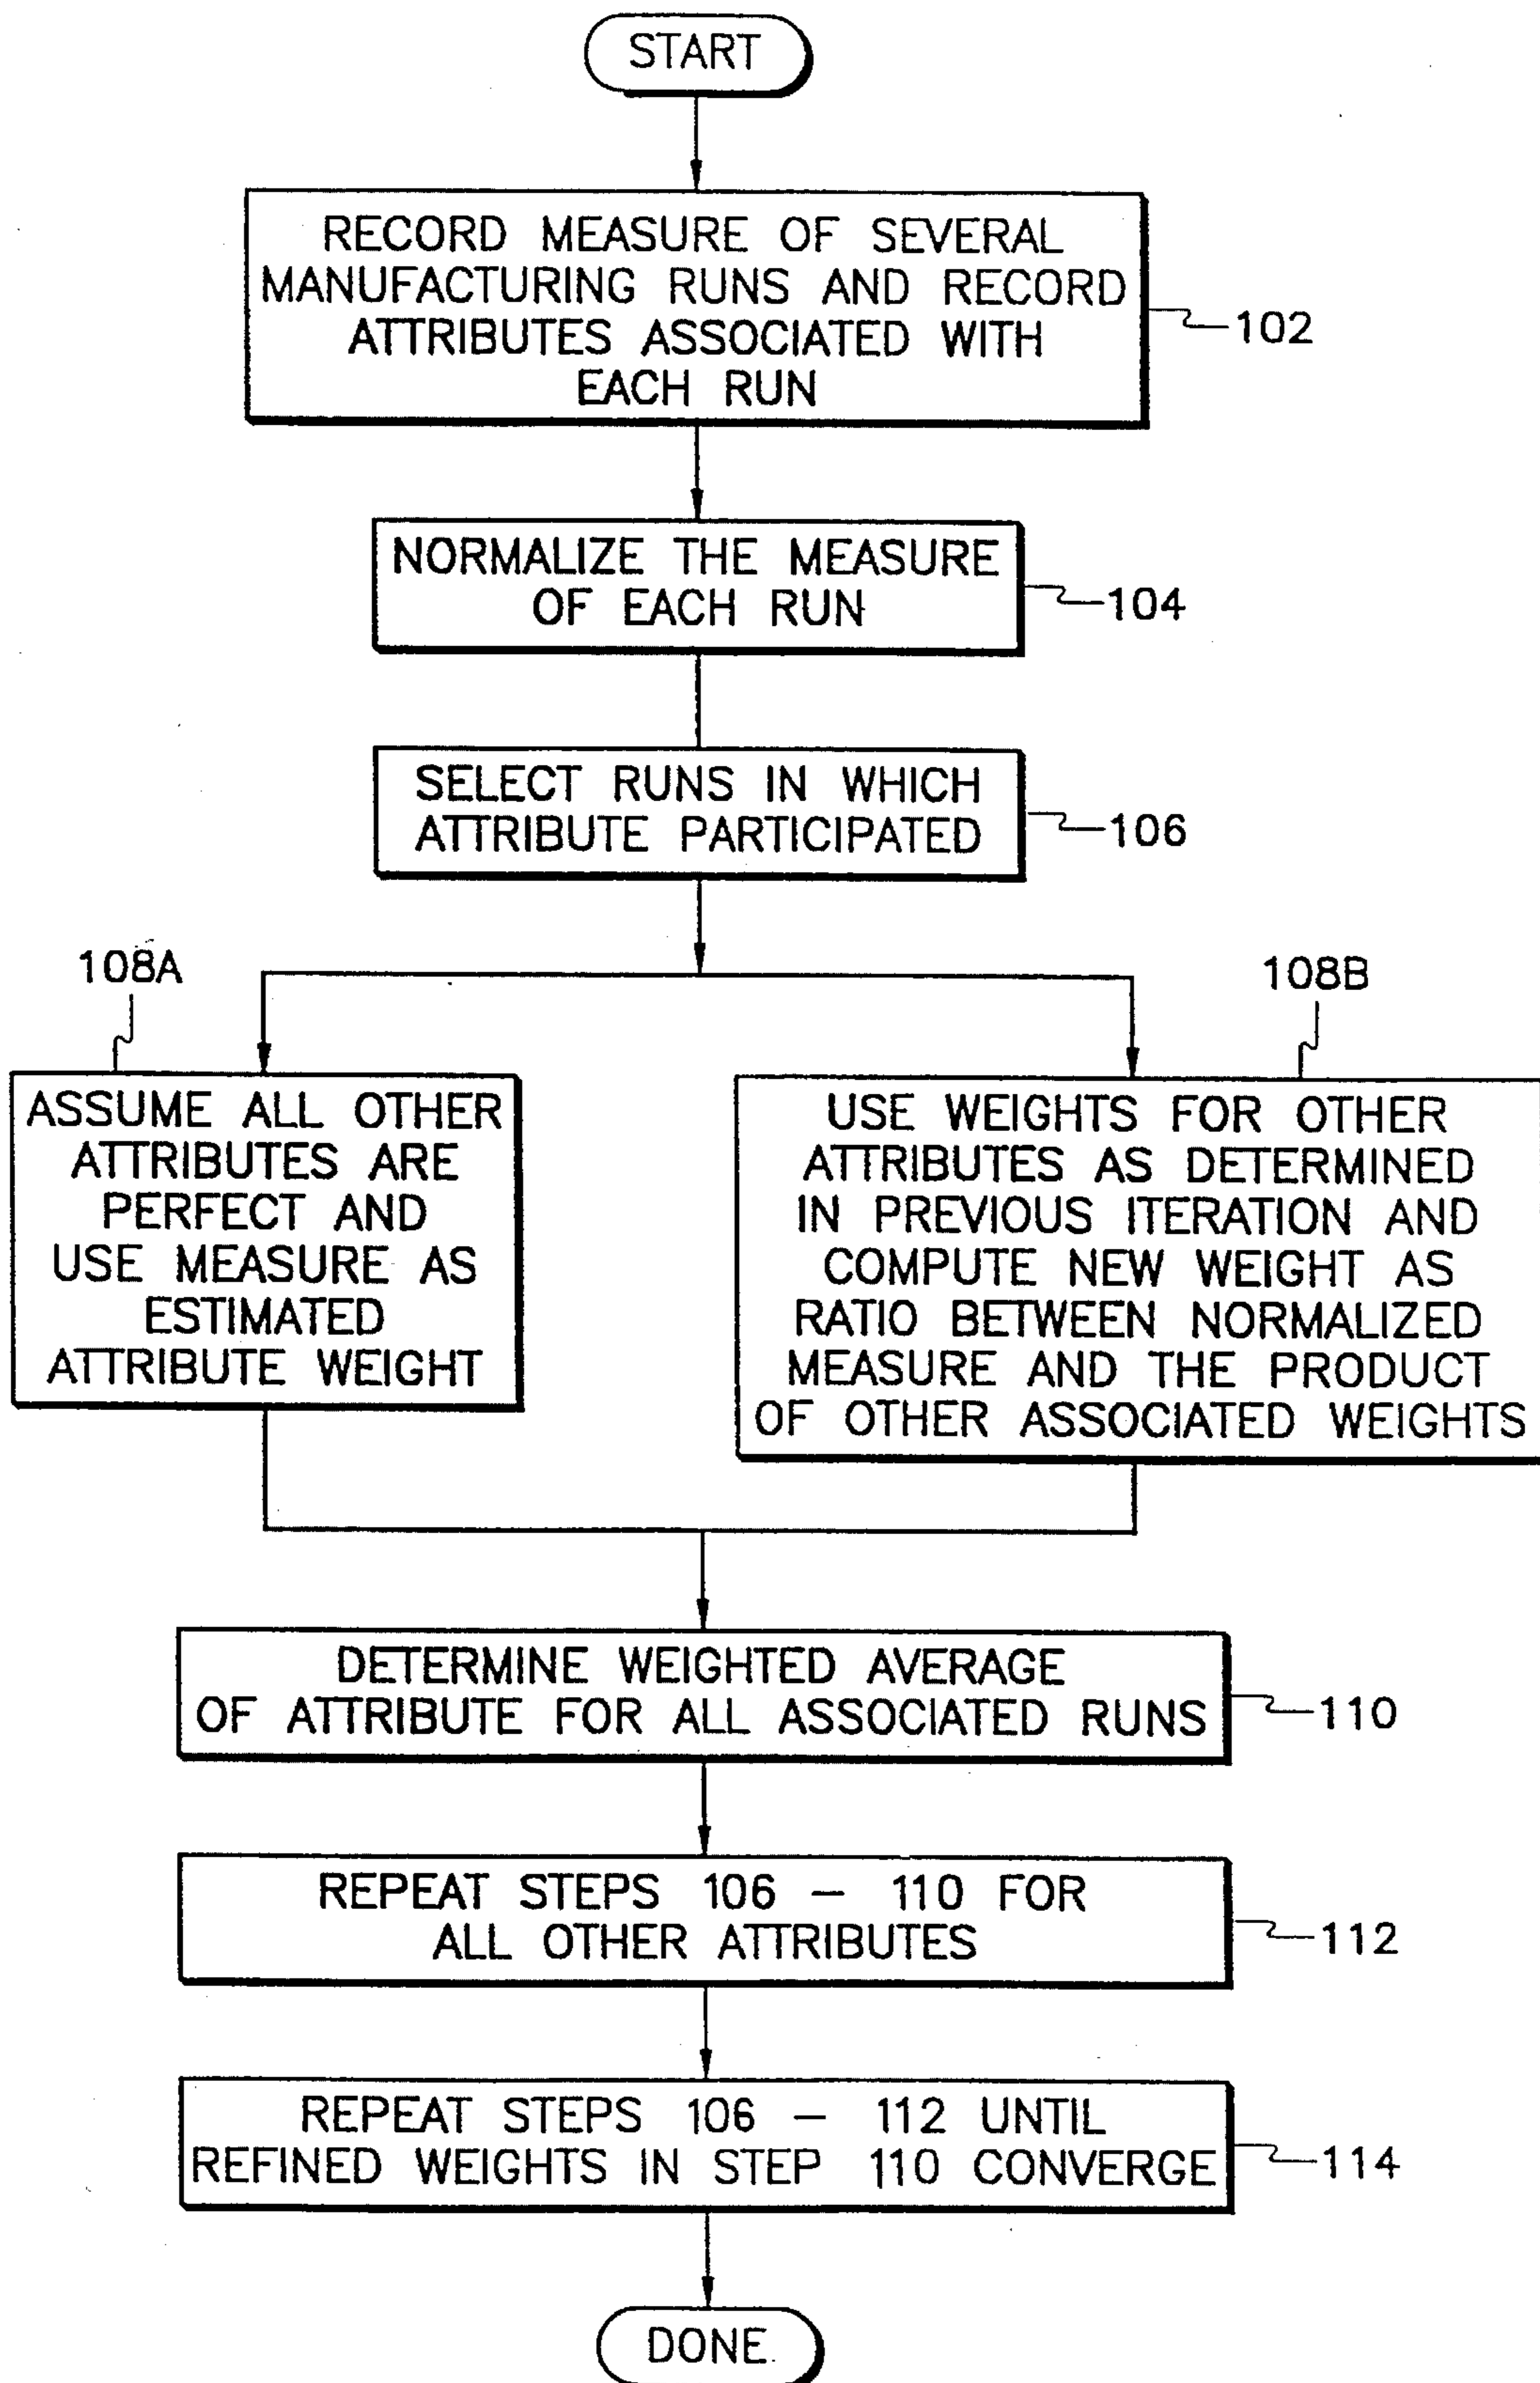 START
RECORD MEASURE OF SEVERAL
MANUFACTURING RUNS AND RECORD
ATTRIBUTES ASSOCIATED WITH
EACH RUN
102
NORMALIZE THE MEASURE
OF EACH RUN
104
SELECT RUNS IN WHICH
ATTRIBUTE PARTICIPATED
106
108A
108B
ASSUME ALL OTHER
ATTRIBUTES ARE
PERFECT AND
USE MEASURE AS
ESTIMATED
ATTRIBUTE WEIGHT
USE WEIGHTS FOR OTHER
ATTRIBUTES AS DETERMINED
IN PREVIOUS ITERATION AND
COMPUTE NEW WEIGHT AS
RATIO BETWEEN NORMALIZED
MEASURE AND THE PRODUCT
OF OTHER ASSOCIATED WEIGHTS
DETERMINE WEIGHTED AVERAGE
OF ATTRIBUTE FOR ALL ASSOCIATED RUNS
110
REPEAT STEPS 106 – 110 FOR
ALL OTHER ATTRIBUTES
112
REPEAT STEPS 106 – 112 UNTIL
REFINED WEIGHTS IN STEP 110 CONVERGE
114
DONE